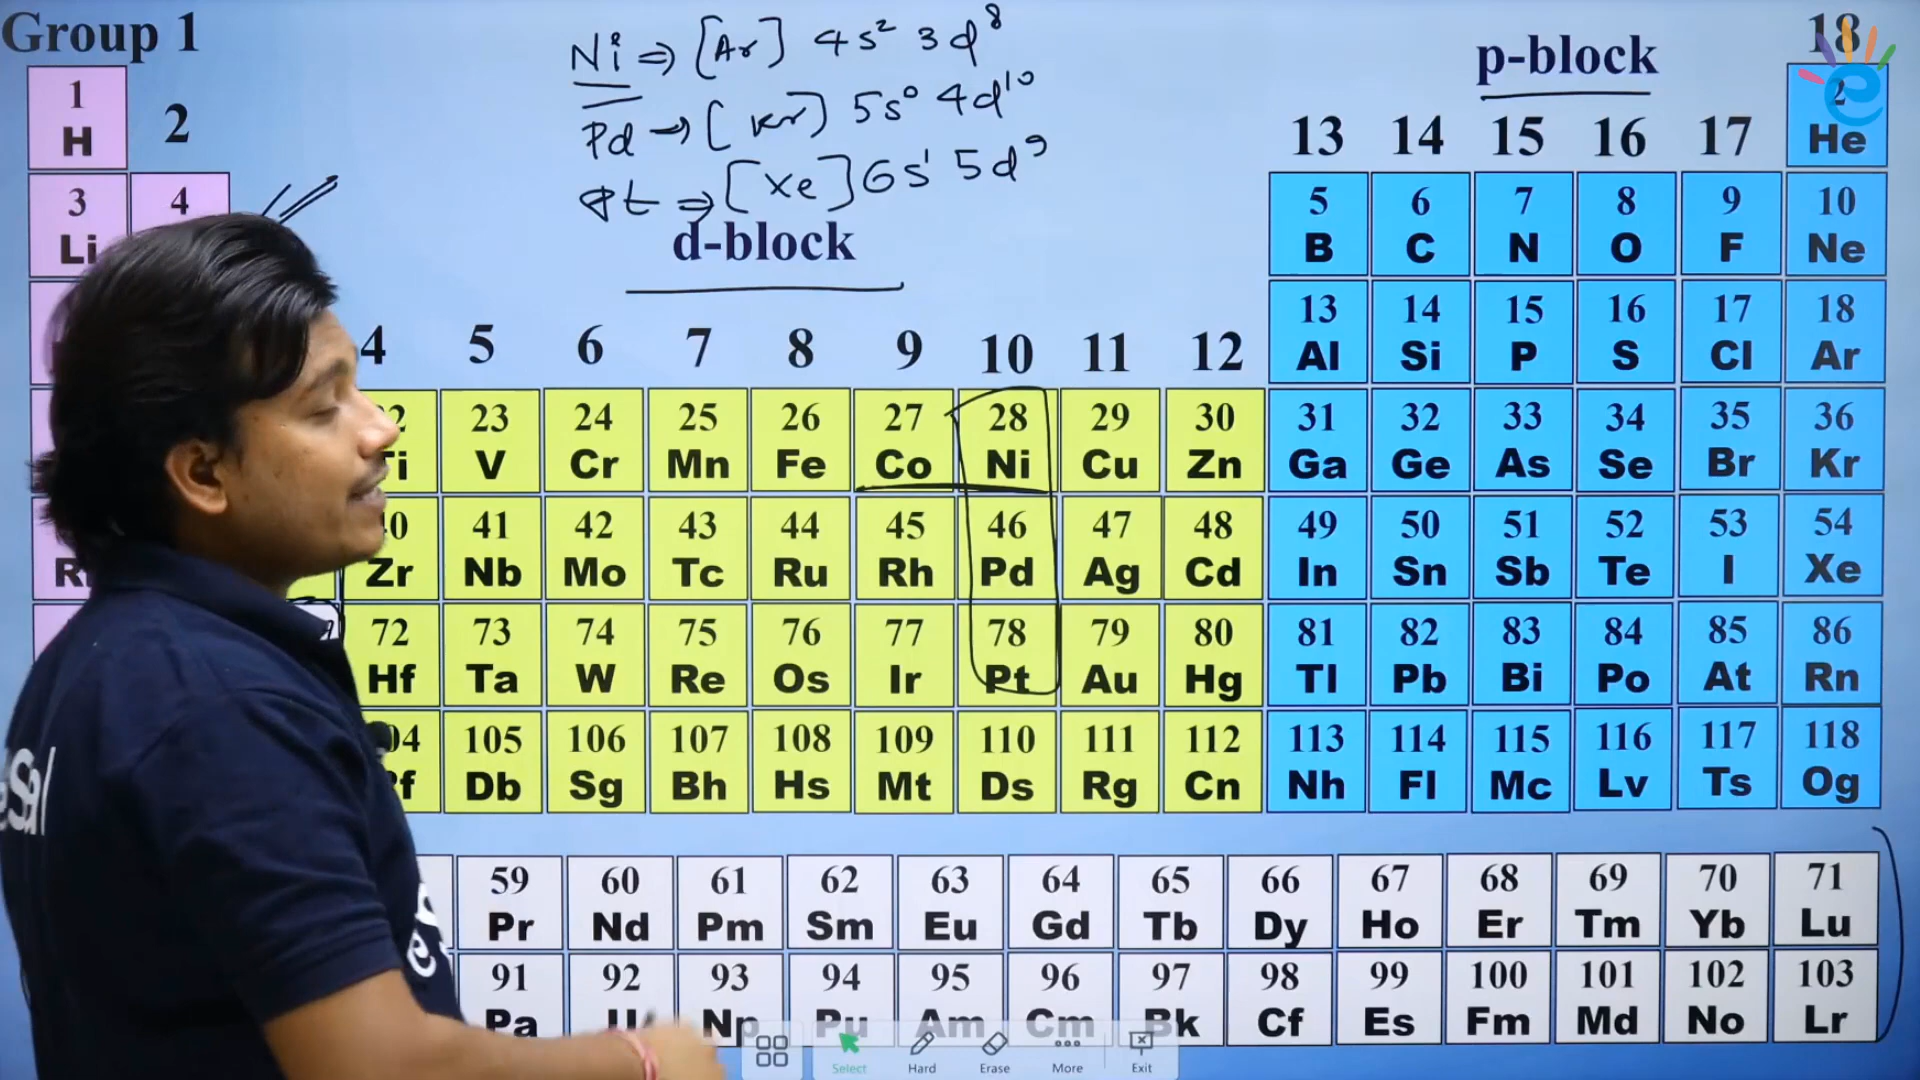 Group 1
Ni ⇒ [Ar] 4s² 3d⁸
p-block
18
1
2
Pd → [Kr] 5s⁰ 4d¹⁰
2
H
13 14 15 16 17
He
Pt ⇒ [Xe] 6s¹ 5d⁹
3 4
5 6 7 8 9 10
Li
d-block
B C N O F Ne
13 14 15 16 17 18
4 5 6 7 8 9 10 11 12
Al Si P S Cl Ar
23 24 25 26 27 28 29 30 31 32 33 34 35 36
V Cr Mn Fe Co Ni Cu Zn Ga Ge As Se Br Kr
41 42 43 44 45 46 47 48 49 50 51 52 53 54
Zr Nb Mo Tc Ru Rh Pd Ag Cd In Sn Sb Te I Xe
72 73 74 75 76 77 78 79 80 81 82 83 84 85 86
Hf Ta W Re Os Ir Pt Au Hg Tl Pb Bi Po At Rn
105 106 107 108 109 110 111 112 113 114 115 116 117 118
Db Sg Bh Hs Mt Ds Rg Cn Nh Fl Mc Lv Ts Og
59 60 61 62 63 64 65 66 67 68 69 70 71
Pr Nd Pm Sm Eu Gd Tb Dy Ho Er Tm Yb Lu
91 92 93 94 95 96 97 98 99 100 101 102 103
Pa U Np Pu Am Cm Bk Cf Es Fm Md No Lr
Select Hard Erase More Exit